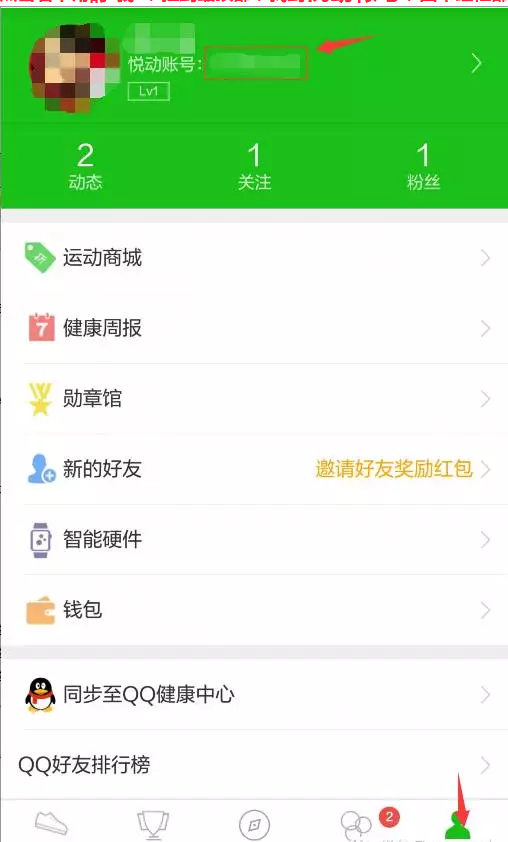 悦动账号:
Lv1
2 1 1
动态 关注 粉丝
运动商城
7 健康周报
勋章馆
新的好友 邀请好友奖励红包
智能硬件
钱包
同步至QQ健康中心
QQ好友排行榜
2